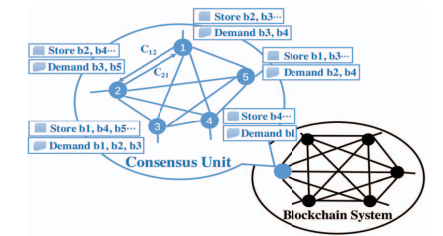 Store b2, b3···
Demand b3, b4
Store b2, b4···
Demand b3, b5
C12
C21
1
2
3
4
5
Store b1, b3···
Demand b2, b4
Store b1, b4, b5···
Demand b1, b2, b3
Store b4···
Demand b1
Consensus Unit
Blockchain System